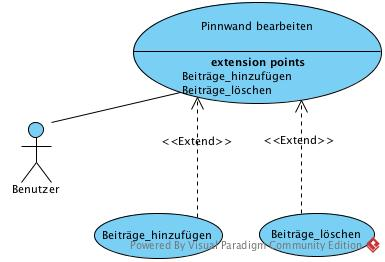 Pinnwand bearbeiten
extension points
Beiträge_hinzufügen
Beiträge_löschen
<<Extend>>
<<Extend>>
Benutzer
Beiträge_hinzufügen
Beiträge_löschen
Powered By Visual Paradigm Community Edition